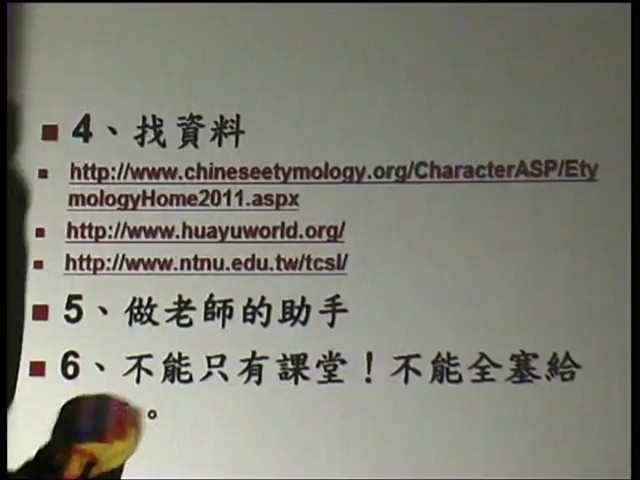 4、找資料
http://www.chineseetymology.org/CharacterASP/Ety
mologyHome2011.aspx
http://www.huayuworld.org/
http://www.ntnu.edu.tw/tcsl/
5、做老師的助手
6、不能只有課堂！不能全塞給
。